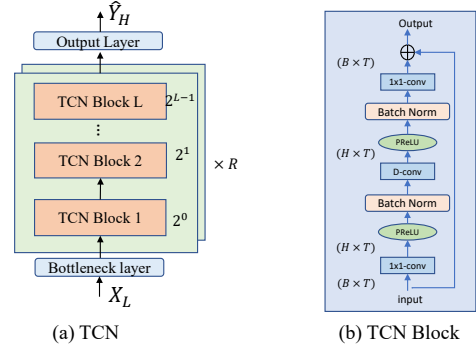 Ŷ_H
Output Layer
TCN Block L 2^{L-1}
⋮
TCN Block 2 2^1
× R
TCN Block 1 2^0
Bottleneck layer
X_L
(a) TCN
Output
(B × T)
1x1-conv
Batch Norm
PReLU
(H × T)
D-conv
Batch Norm
PReLU
(H × T)
1x1-conv
(B × T)
input
(b) TCN Block